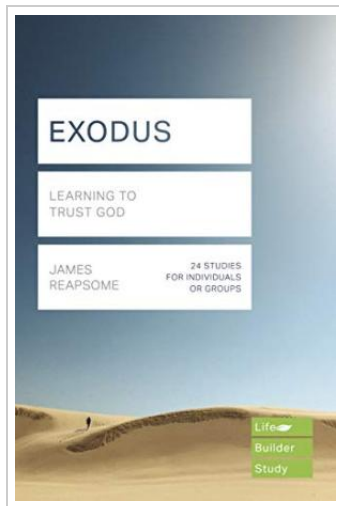 EXODUS
LEARNING TO
TRUST GOD
JAMES
REAPSOME
24 STUDIES
FOR INDIVIDUALS
OR GROUPS
Life
Builder
Study